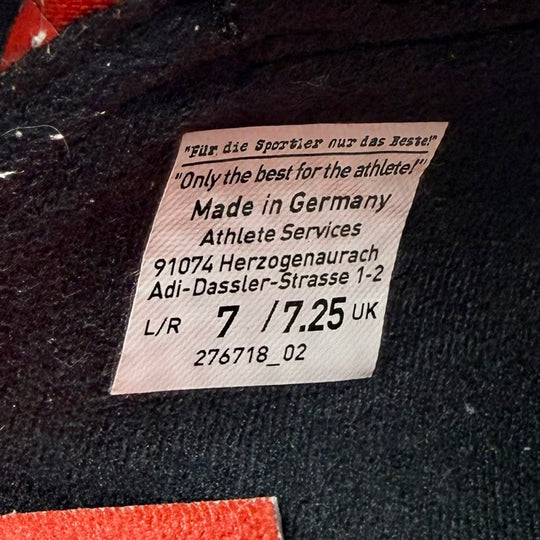 "Für die Sportler nur das Beste!"
"Only the best for the athlete!"
Made in Germany
Athlete Services
91074 Herzogenaurach
Adi-Dassler-Strasse 1-2
L/R 7 / 7.25 UK
276718_02